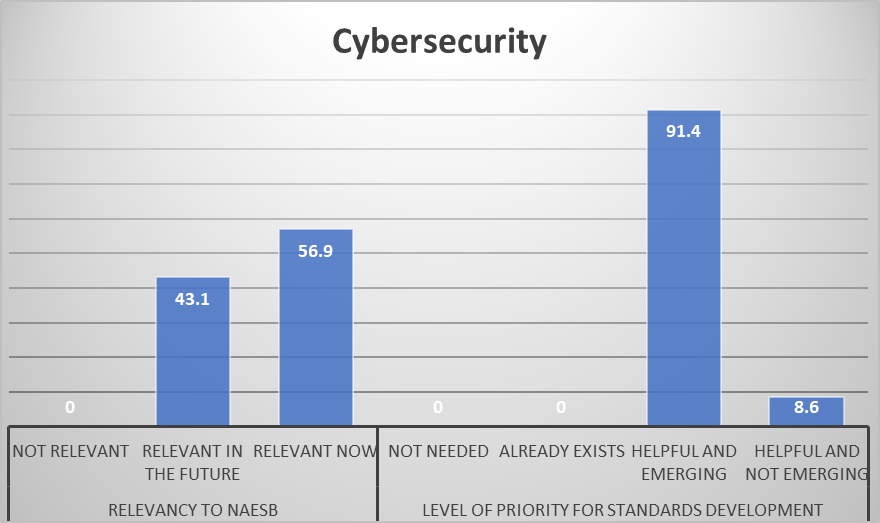 Cybersecurity
91.4
56.9
43.1
0
0
0
8.6
NOT RELEVANT
RELEVANT IN
THE FUTURE
RELEVANT NOW
NOT NEEDED
ALREADY EXISTS
HELPFUL AND
EMERGING
HELPFUL AND
NOT EMERGING
RELEVANCY TO NAESB
LEVEL OF PRIORITY FOR STANDARDS DEVELOPMENT